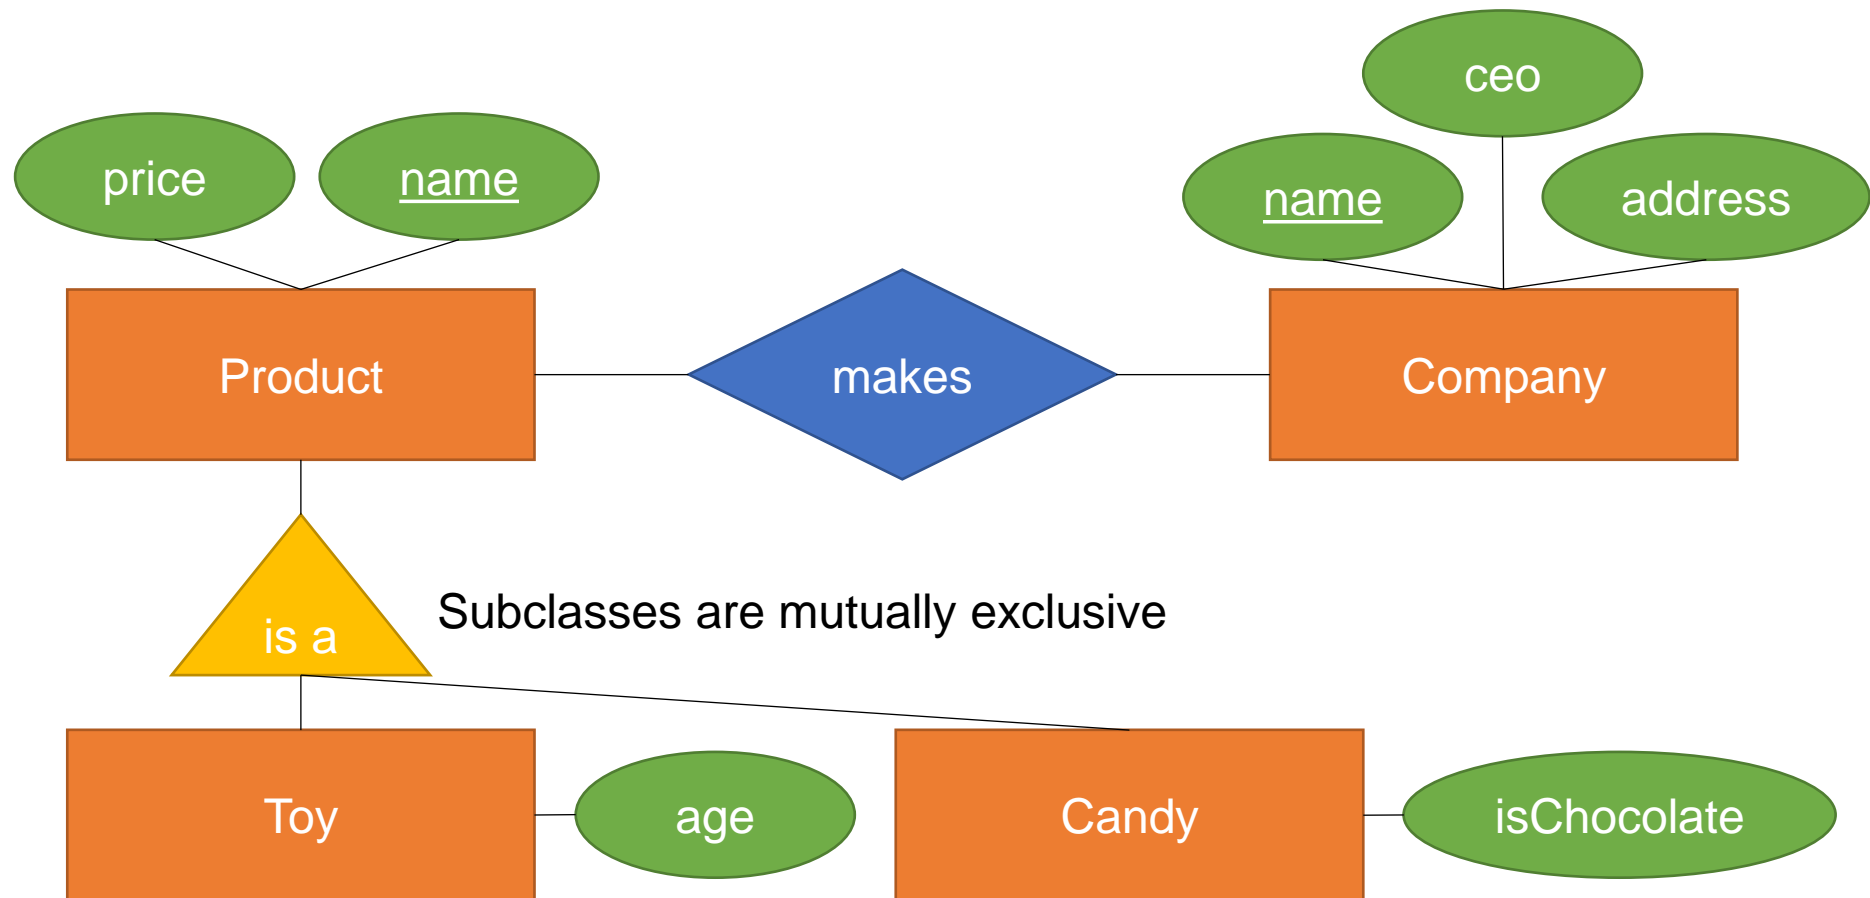 ceo
price
name
name
address
Product
makes
Company
Subclasses are mutually exclusive
is a
Toy
age
Candy
isChocolate